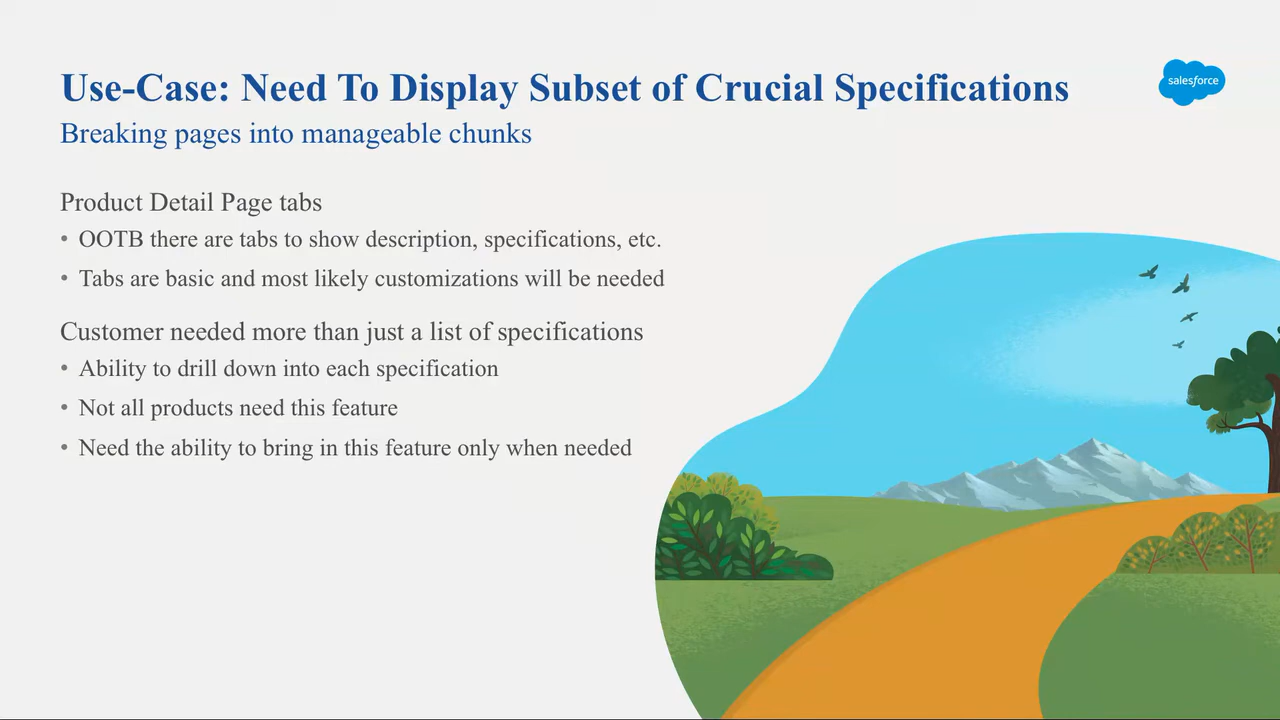 Use-Case: Need To Display Subset of Crucial Specifications
salesforce
Breaking pages into manageable chunks
Product Detail Page tabs
• OOTB there are tabs to show description, specifications, etc.
• Tabs are basic and most likely customizations will be needed
Customer needed more than just a list of specifications
• Ability to drill down into each specification
• Not all products need this feature
• Need the ability to bring in this feature only when needed